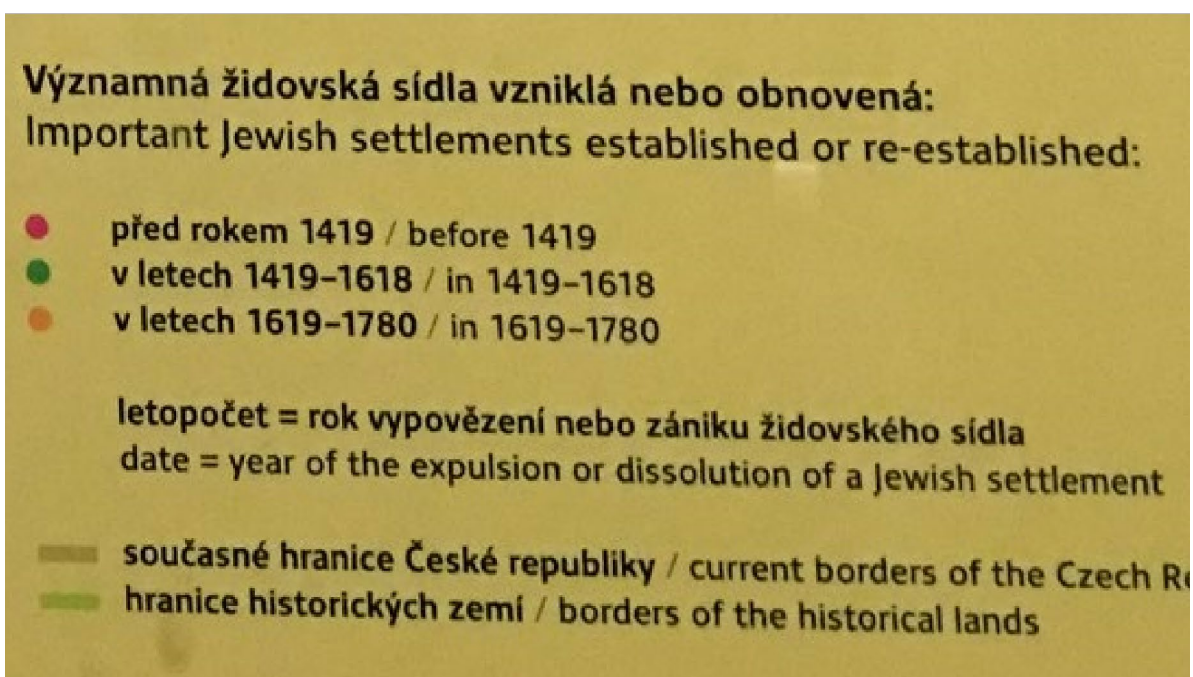 Významná židovská sídla vzniklá nebo obnovená:
Important Jewish settlements established or re-established:
před rokem 1419 / before 1419
v letech 1419–1618 / in 1419–1618
v letech 1619–1780 / in 1619–1780
letopočet = rok vypovězení nebo zániku židovského sídla
date = year of the expulsion or dissolution of a Jewish settlement
současné hranice České republiky / current borders of the Czech Re
hranice historických zemí / borders of the historical lands